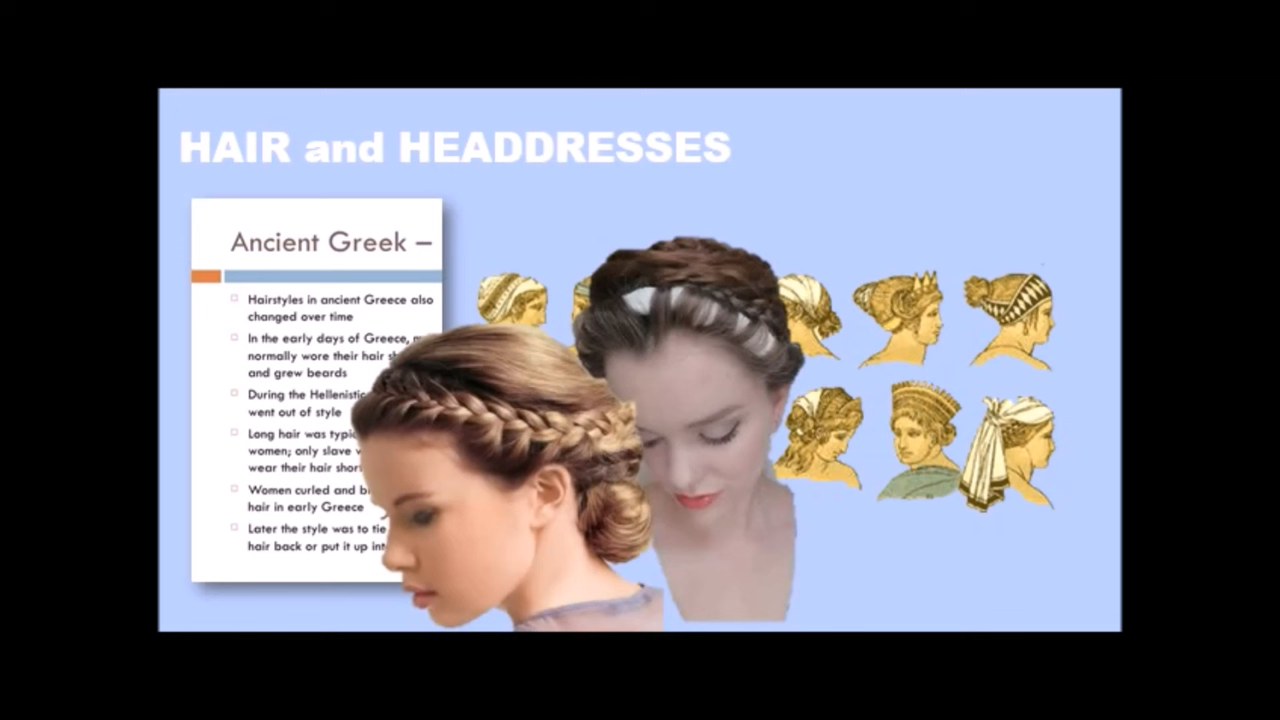 HAIR and HEADDRESSES
Ancient Greek –
Hairstyles in ancient Greece also
changed over time
In the early days of Greece,
normally wore their hair
and grew beards
During the Hellenistic
went out of style
Long hair was
women; only slave
wear their hair short
Women curled and
hair in early Greece
Later the style was to tie
hair back or put it up